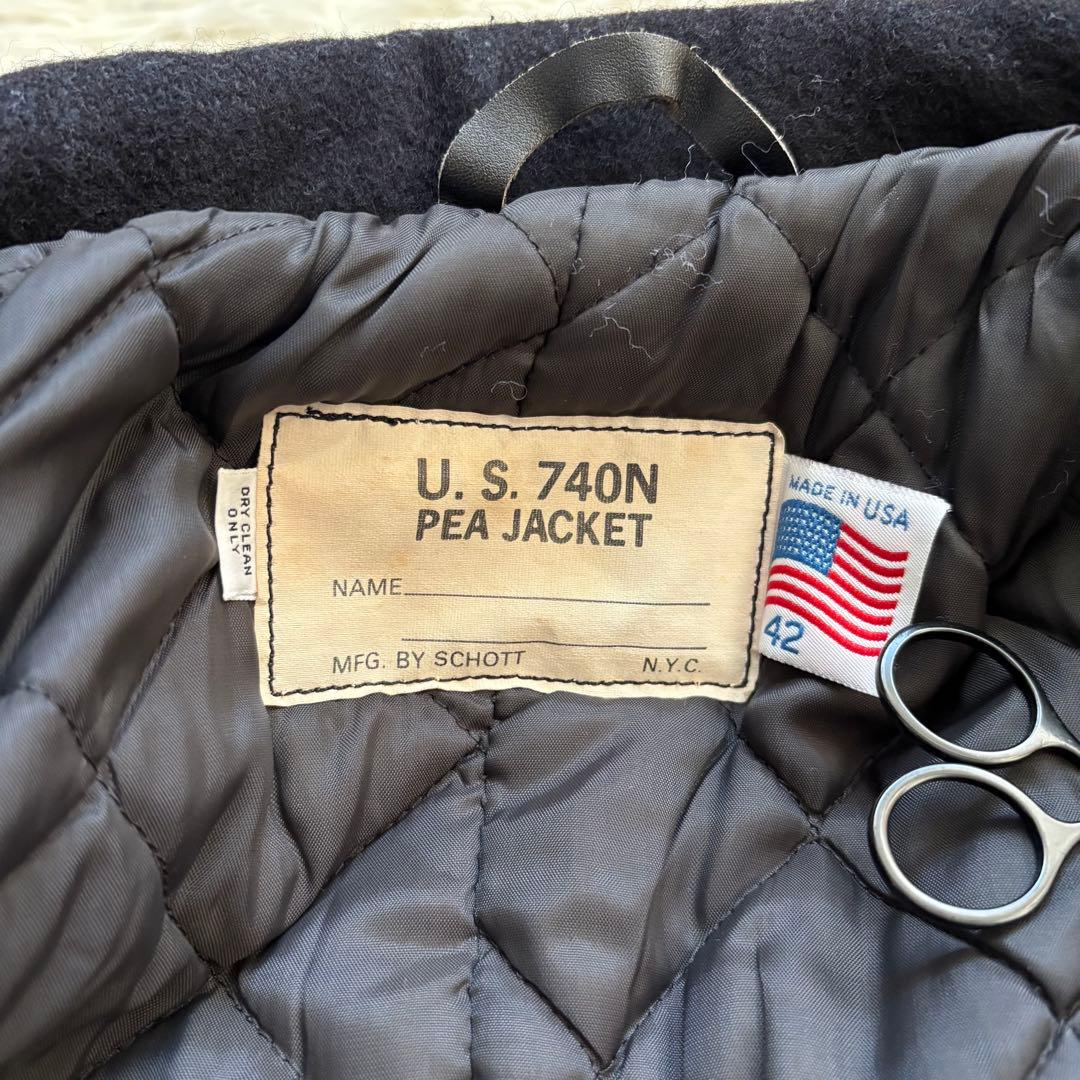 U. S. 740N
PEA JACKET
NAME
MFG. BY SCHOTT N.Y.C.
DRY CLEAN
ONLY
MADE IN USA
42